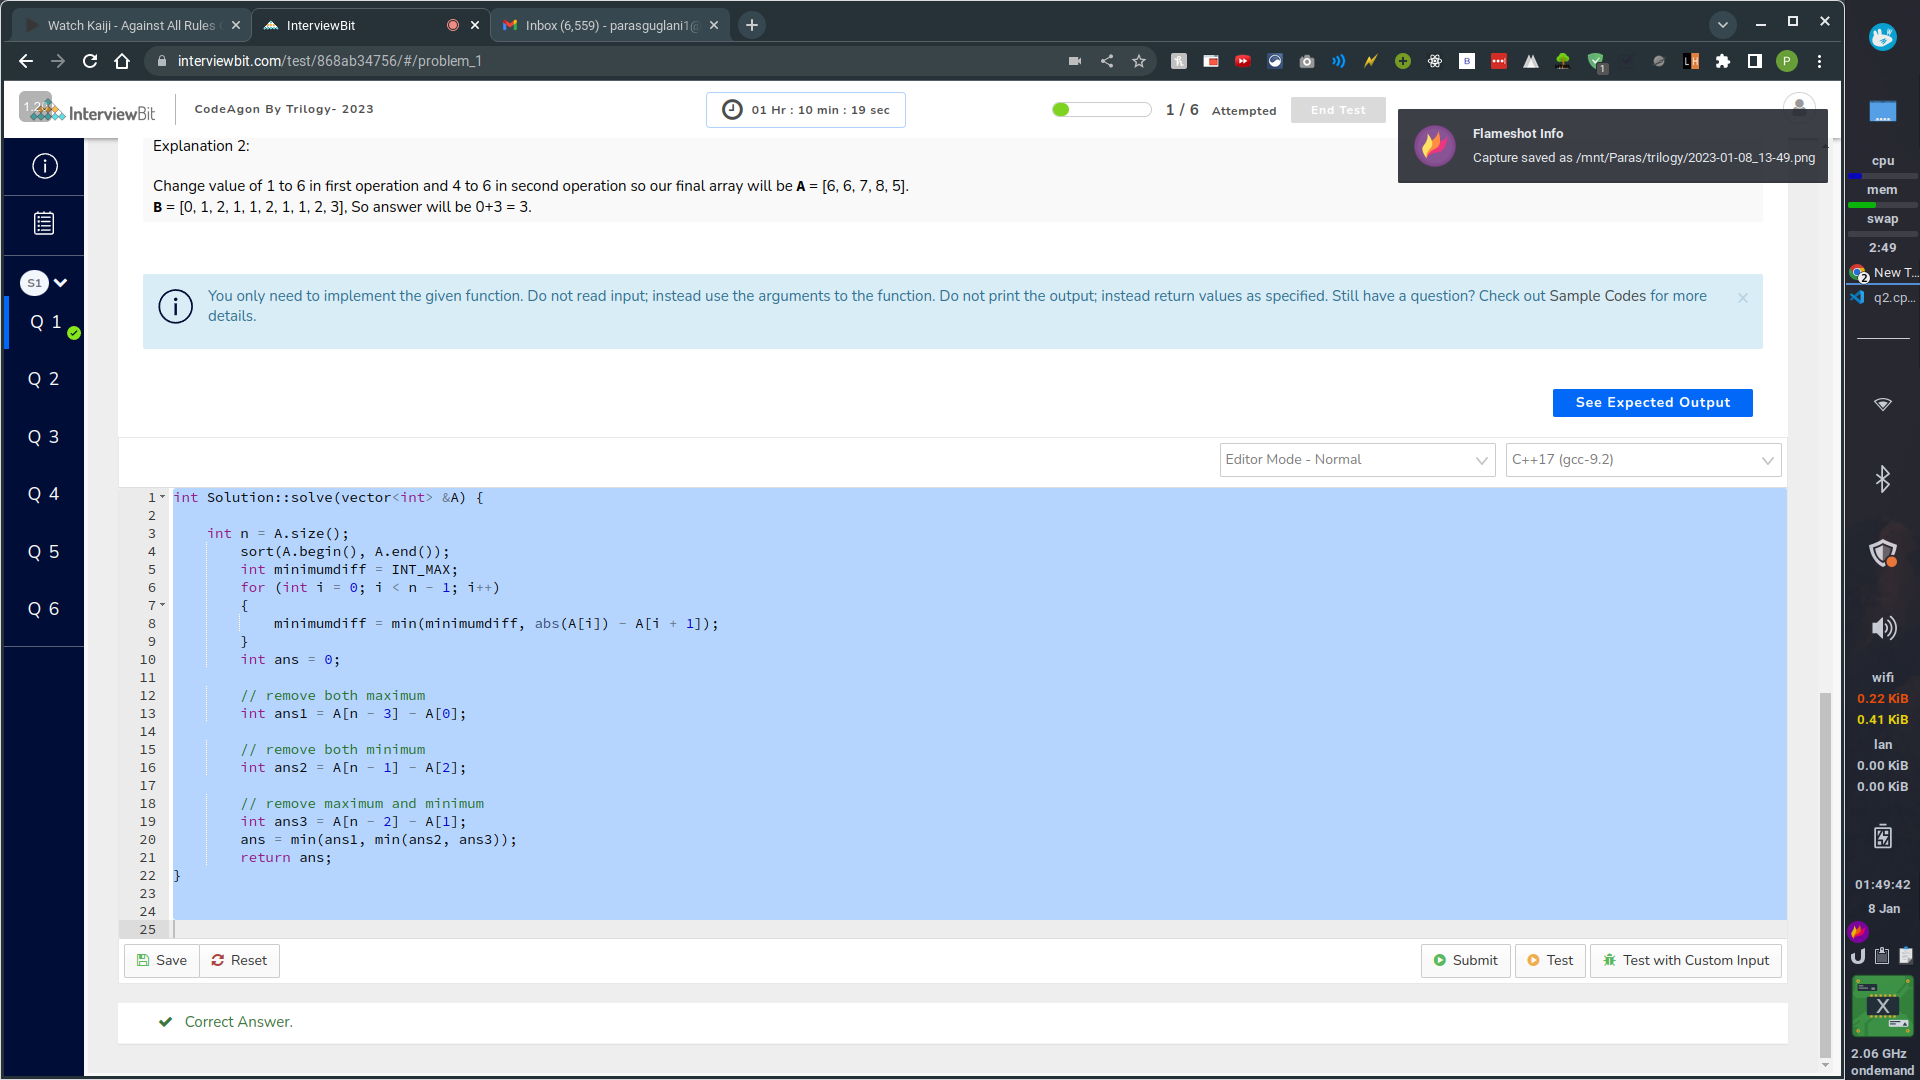 Watch Kaiji - Against All Rules
InterviewBit
Inbox (6,559) - parasguglani1@
interviewbit.com/test/868ab34756/#/problem_1
InterviewBit
CodeAgon By Trilogy- 2023
01 Hr : 10 min : 19 sec
1 / 6 Attempted
End Test
Flameshot Info
Capture saved as /mnt/Paras/trilogy/2023-01-08_13-49.png
Explanation 2:
Change value of 1 to 6 in first operation and 4 to 6 in second operation so our final array will be A = [6, 6, 7, 8, 5].
B = [0, 1, 2, 1, 1, 2, 1, 1, 2, 3], So answer will be 0+3 = 3.
You only need to implement the given function. Do not read input; instead use the arguments to the function. Do not print the output; instead return values as specified. Still have a question? Check out Sample Codes for more
details.
S1
Q 1
Q 2
Q 3
Q 4
Q 5
Q 6
See Expected Output
Editor Mode - Normal
C++17 (gcc-9.2)
1 int Solution::solve(vector<int> &A) {
2
3 int n = A.size();
4 sort(A.begin(), A.end());
5 int minimumdiff = INT_MAX;
6 for (int i = 0; i < n - 1; i++)
7 {
8 minimumdiff = min(minimumdiff, abs(A[i]) - A[i + 1]);
9 }
10 int ans = 0;
11
12 // remove both maximum
13 int ans1 = A[n - 3] - A[0];
14
15 // remove both minimum
16 int ans2 = A[n - 1] - A[2];
17
18 // remove maximum and minimum
19 int ans3 = A[n - 2] - A[1];
20 ans = min(ans1, min(ans2, ans3));
21 return ans;
22 }
23
24
25
Save
Reset
Submit
Test
Test with Custom Input
Correct Answer.
cpu
mem
swap
2:49
New T...
q2.cp...
wifi
0.22 KiB
0.41 KiB
lan
0.00 KiB
0.00 KiB
01:49:42
8 Jan
X
2.06 GHz
ondemand